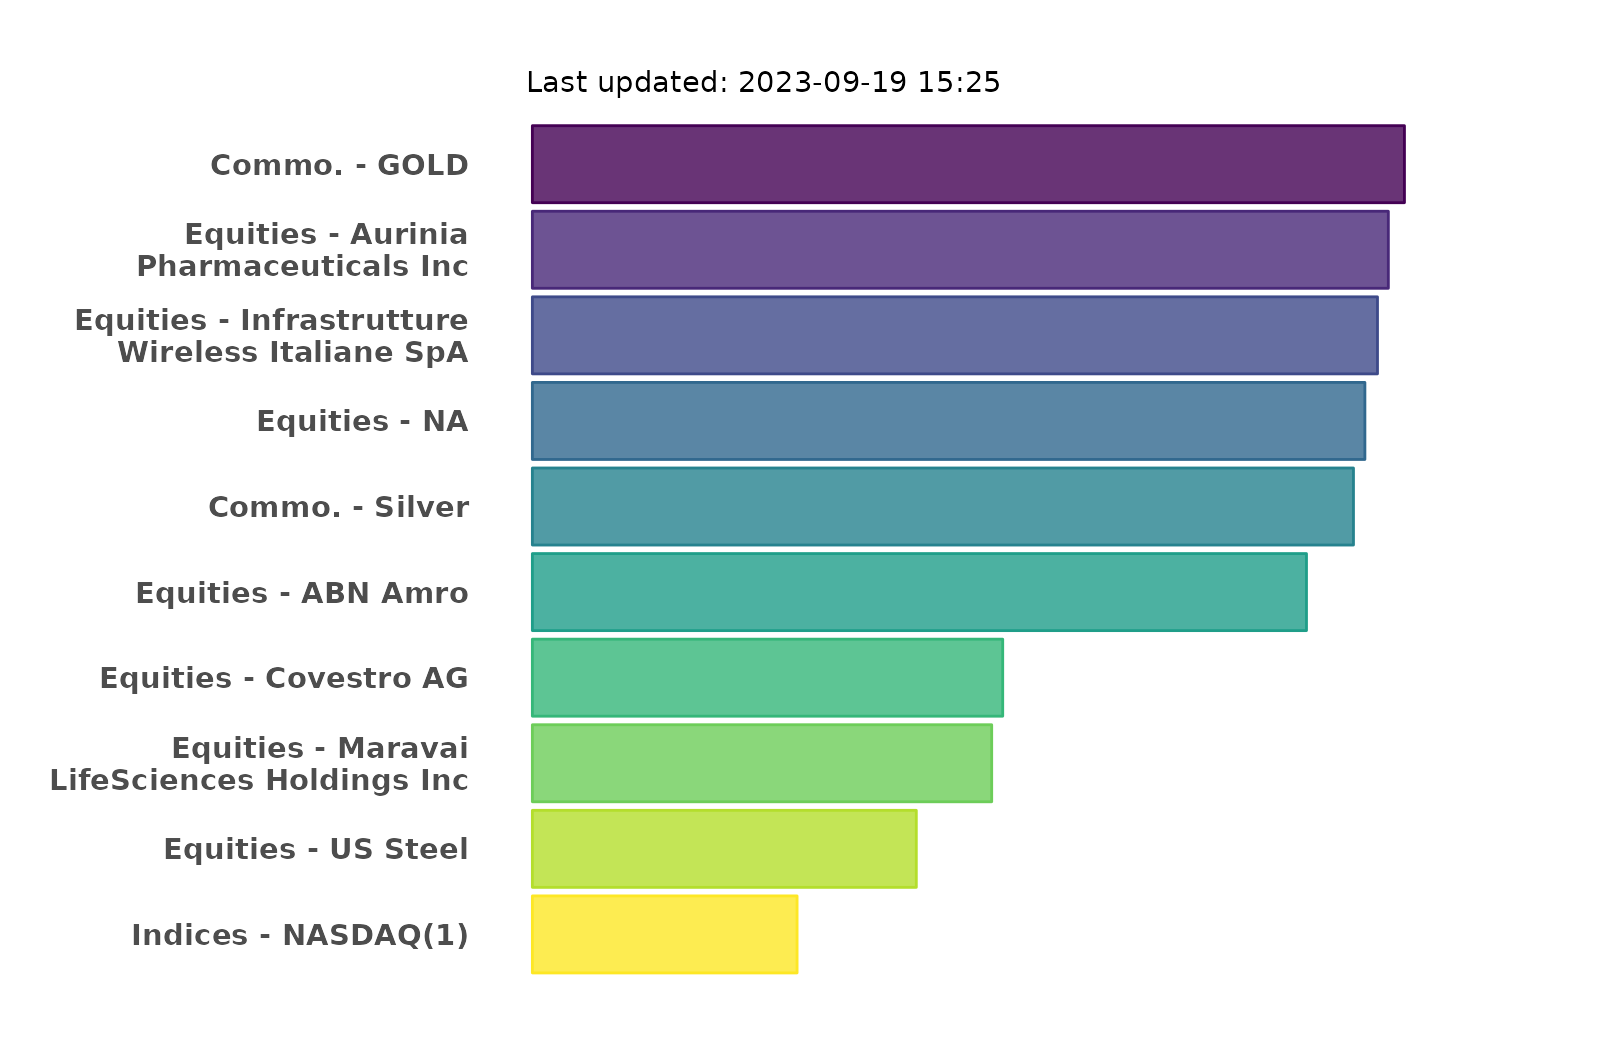 Last updated: 2023-09-19 15:25
Commo. - GOLD
Equities - Aurinia
Pharmaceuticals Inc
Equities - Infrastrutture
Wireless Italiane SpA
Equities - NA
Commo. - Silver
Equities - ABN Amro
Equities - Covestro AG
Equities - Maravai
LifeSciences Holdings Inc
Equities - US Steel
Indices - NASDAQ(1)